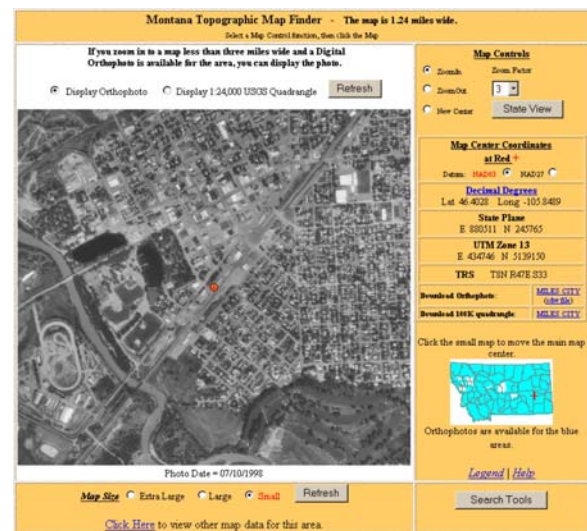 Montana Topographic Map Finder - The map is 1.24 miles wide.
Select a Map Control function, then click the Map
If you zoom in to a map less than three miles wide and a Digital
Orthophoto is available for the area, you can display the photo.
Display Orthophoto Display 1:24,000 USGS Quadrangle Refresh
Photo Date = 07/10/1998
Map Size Extra Large Large Small Refresh
Click Here to view other map data for this area.
Map Controls
ZoomIn Zoom Factor
ZoomOut 3
New Center State View
Map Center Coordinates
at Red +
Datum: NAD83 NAD27
Decimal Degrees
Lat 46.4028 Long -105.8489
State Plane
E 880511 N 245765
UTM Zone 13
E 434746 N 5139150
TRS T8N R47E S33
Download Orthophoto: MILES CITY
(site file)
Download 100K quadrangle: MILES CITY
Click the small map to move the main map
center.
Orthophotos are available for the blue
areas.
Legend | Help
Search Tools